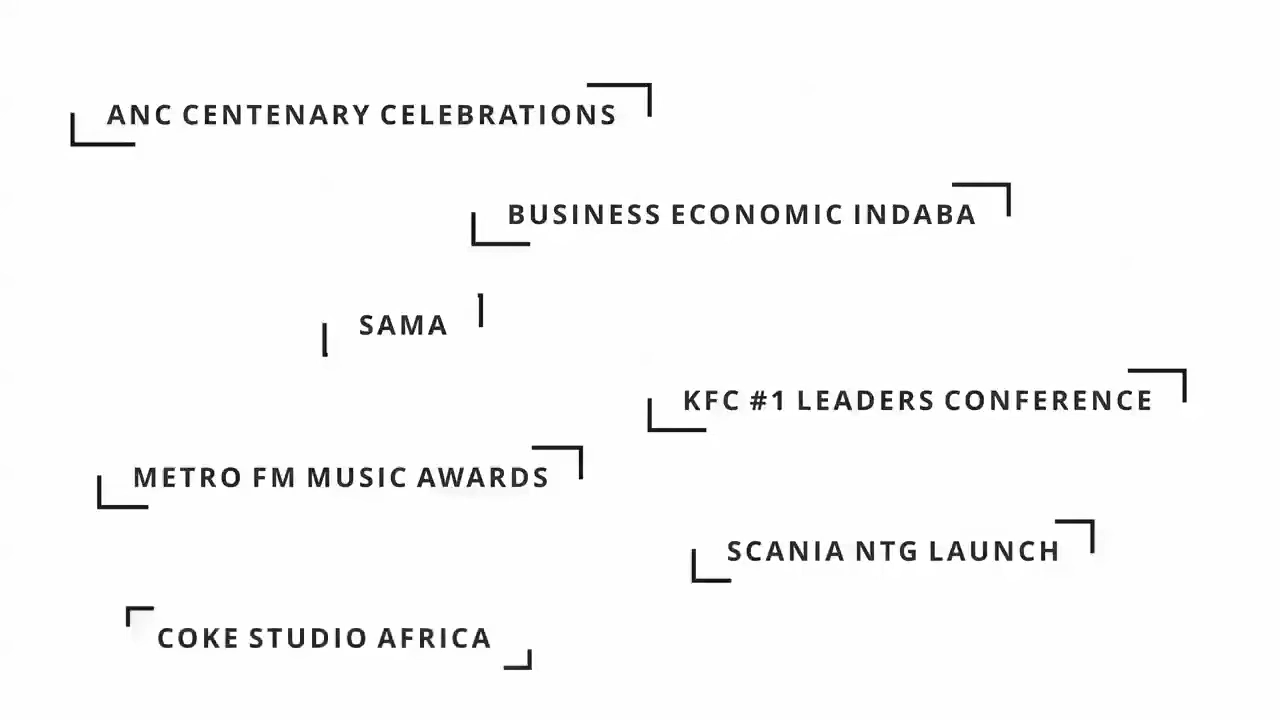 ANC CENTENARY CELEBRATIONS
BUSINESS ECONOMIC INDABA
SAMA
KFC #1 LEADERS CONFERENCE
METRO FM MUSIC AWARDS
SCANIA NTG LAUNCH
COKE STUDIO AFRICA